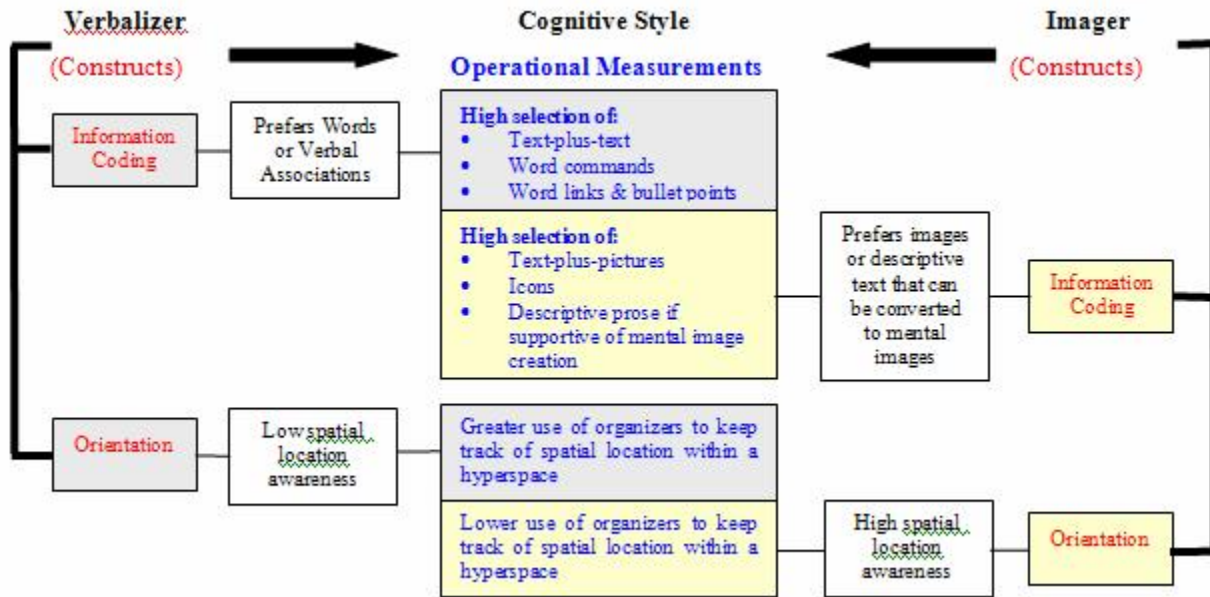 Verbalizer
Cognitive Style
Imager
(Constructs)
Operational Measurements
(Constructs)
Information
Coding
Prefers Words
or Verbal
Associations
High selection of:
• Text-plus-text
• Word commands
• Word links & bullet points
High selection of:
• Text-plus-pictures
• Icons
• Descriptive prose if
supportive of mental image
creation
Prefers images
or descriptive
text that can
be converted
to mental
images
Information
Coding
Orientation
Low spatial
location
awareness
Greater use of organizers to keep
track of spatial location within a
hyperspace
Lower use of organizers to keep
track of spatial location within a
hyperspace
High spatial
location
awareness
Orientation